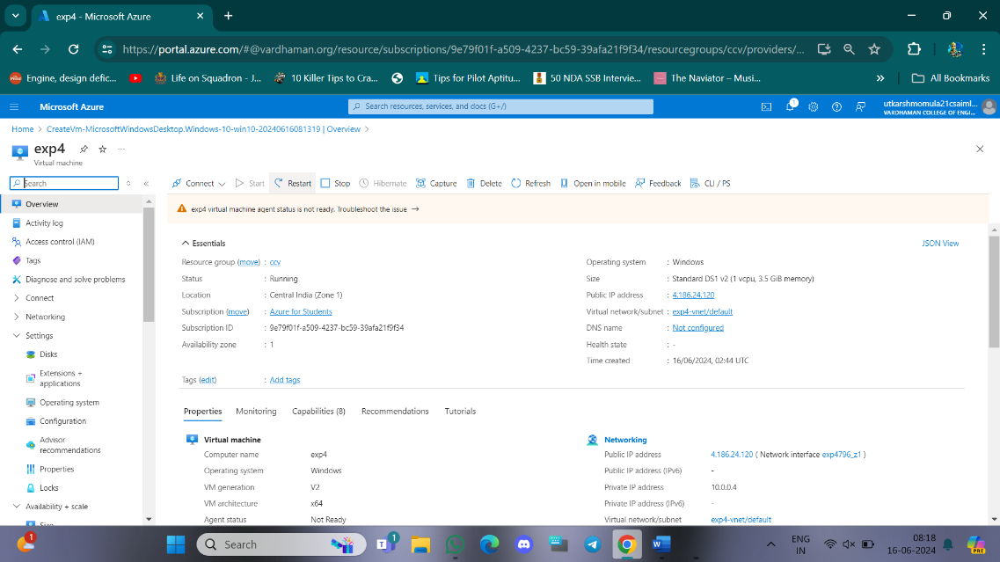 exp4 - Microsoft Azure
https://portal.azure.com/#@vardhaman.org/resource/subscriptions/9e79f01f-a509-4237-bc59-39afa21f9f34/resourcegroups/ccv/providers/...
Engine, design defic... Life on Squadron - J... 10 Killer Tips to Cra... Tips for Pilot Aptitu... 50 NDA SSB Intervie... The Naviator – Musi... » All Bookmarks
Microsoft Azure Search resources, services, and docs (G+/) 1 utkarshmomula21csaiml...
VARDHAMAN COLLEGE OF ENGI...
Home > CreateVm-MicrosoftWindowsDesktop.Windows-10-win10-20240616081319 | Overview >
exp4 ...
Virtual machine
Search « Connect Start Restart Stop Hibernate Capture Delete Refresh Open in mobile Feedback CLI / PS
Overview
Activity log
Access control (IAM)
Tags
Diagnose and solve problems
Connect
Networking
Settings
Disks
Extensions +
applications
Operating system
Configuration
Advisor
recommendations
Properties
Locks
Availability + scale
Size
exp4 virtual machine agent status is not ready. Troubleshoot the issue →
Essentials JSON View
Resource group (move) : ccv
Status : Running
Location : Central India (Zone 1)
Subscription (move) : Azure for Students
Subscription ID : 9e79f01f-a509-4237-bc59-39afa21f9f34
Availability zone : 1
Operating system : Windows
Size : Standard DS1 v2 (1 vcpu, 3.5 GiB memory)
Public IP address : 4.186.24.120
Virtual network/subnet : exp4-vnet/default
DNS name : Not configured
Health state : -
Time created : 16/06/2024, 02:44 UTC
Tags (edit) : Add tags
Properties Monitoring Capabilities (8) Recommendations Tutorials
Virtual machine
Computer name exp4
Operating system Windows
VM generation V2
VM architecture x64
Agent status Not Ready
Networking
Public IP address 4.186.24.120 ( Network interface exp4796_z1 )
Public IP address (IPv6) -
Private IP address 10.0.0.4
Private IP address (IPv6) -
Virtual network/subnet exp4-vnet/default
1 Search 1 ENG
IN 08:18
16-06-2024 PRE